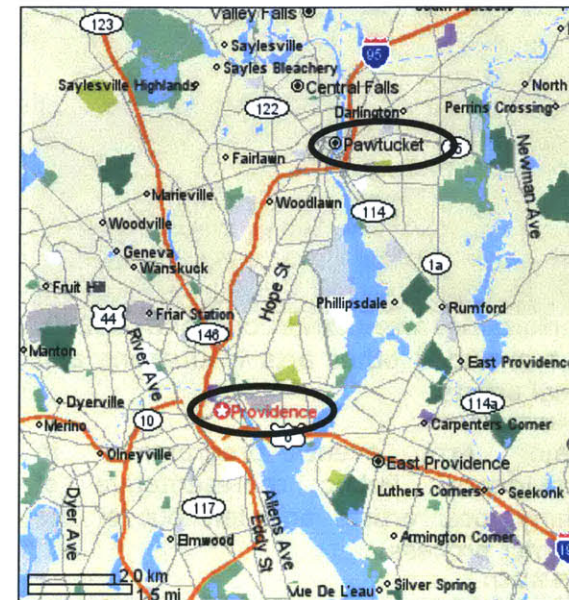 Valley Falls
123
Saylesville
95
Sayles Bleachery
Saylesville Highlands
Central Falls
North
122
Darlington
Perrins Crossing
Pawtucket
Fairlawn
Newman Ave
Marieville
Woodlawn
114
Woodville
Geneva
Wanskuck
1a
Hope St
Fruit Hill
Phillipsdale
Rumford
44
Friar Station
146
River Ave
Manton
East Providence
Dyerville
Providence
114a
Merino
10
6
Carpenters Corner
Olneyville
East Providence
Luthers Corners
Seekonk
117
Dyer Ave
Allens Ave
Eddy St
Elmwood
Armington Corner
19
2.0 km
1.5 mi
Vue De L'eau
Silver Spring